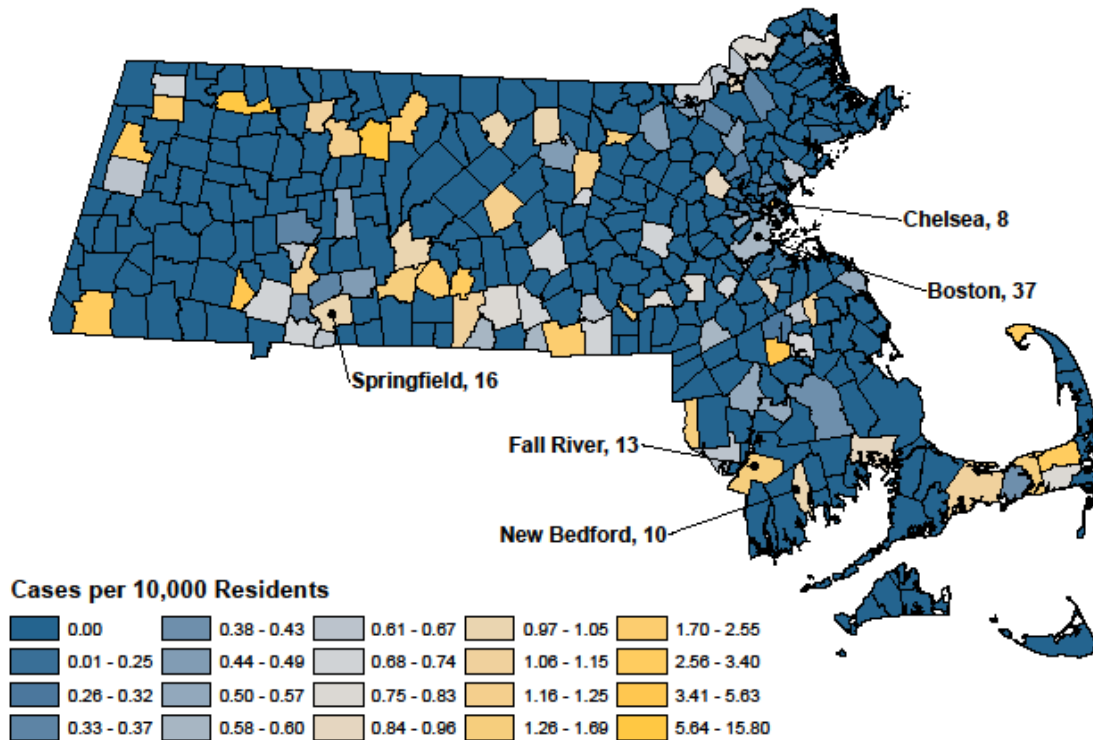 Chelsea, 8
Boston, 37
Springfield, 16
Fall River, 13
New Bedford, 10
Cases per 10,000 Residents
0.00 0.38 - 0.43 0.61 - 0.67 0.97 - 1.05 1.70 - 2.55
0.01 - 0.25 0.44 - 0.49 0.68 - 0.74 1.06 - 1.15 2.56 - 3.40
0.26 - 0.32 0.50 - 0.57 0.75 - 0.83 1.16 - 1.25 3.41 - 5.63
0.33 - 0.37 0.58 - 0.60 0.84 - 0.96 1.26 - 1.69 5.64 - 15.80